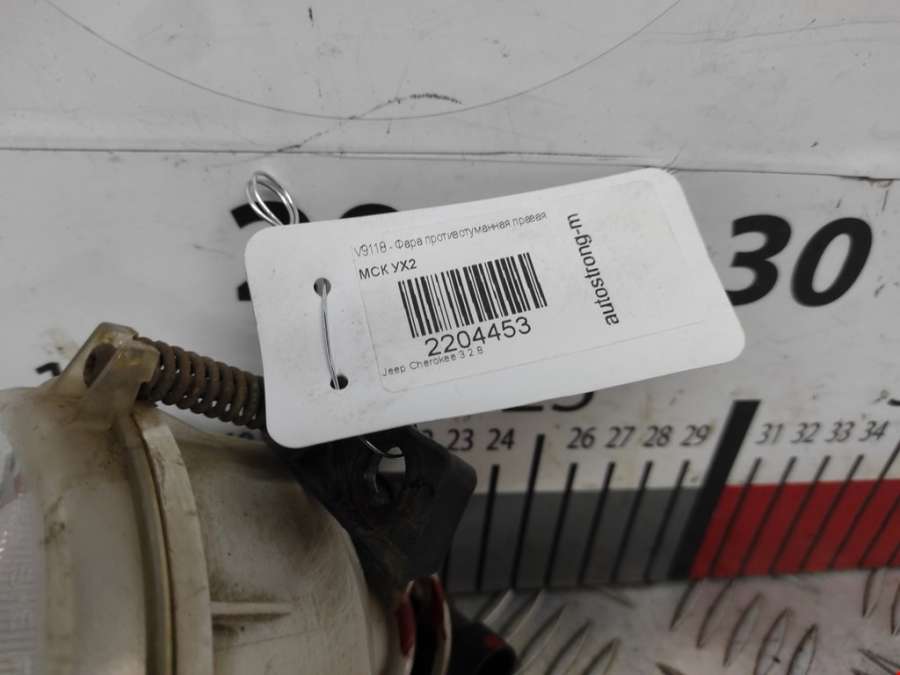 V9118 - Фара противотуманная правая
МСК УХ2
2204453
Jeep Cherokee 3 2.8
autostrong-m
30
23 24 26 27 28 29 31 32 33 34